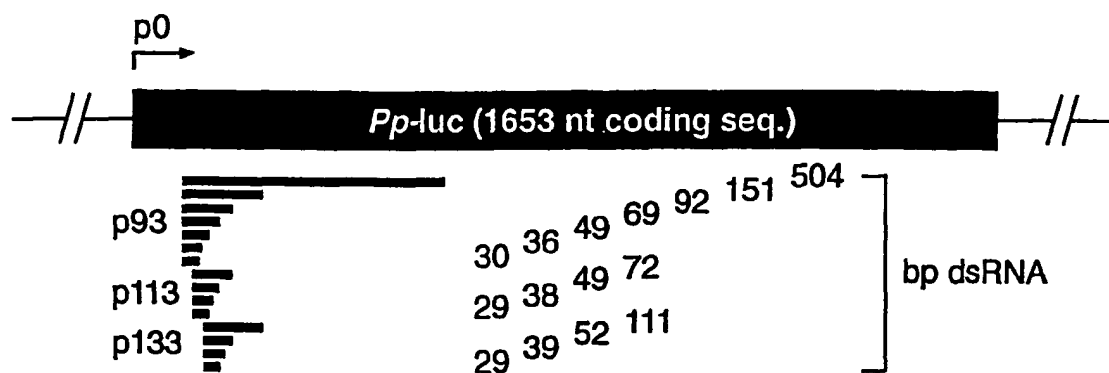 p0
Pp-luc (1653 nt coding seq.)
p93
30 36 49 69 92 151 504
p113
29 38 49 72
p133
29 39 52 111
bp dsRNA